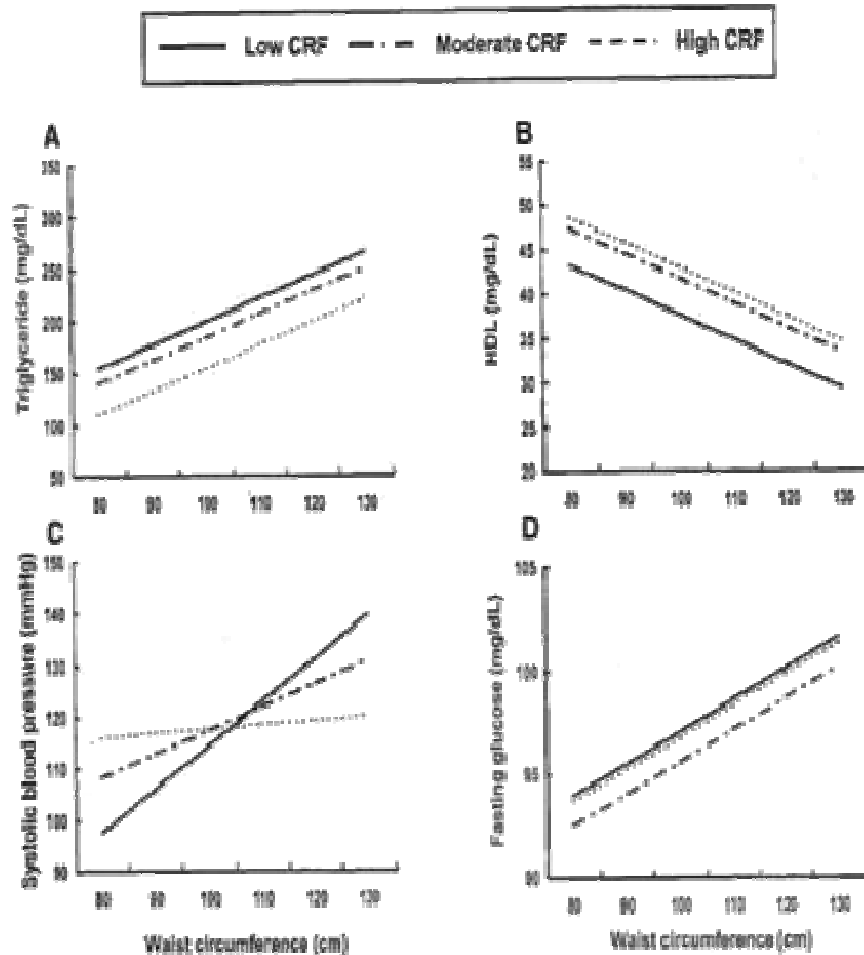 Low CRF Moderate CRF High CRF
A
Triglyceride (mg/dL)
350
300
250
200
150
100
50
80 90 100 110 120 130
B
HDL (mg/dL)
55
50
45
40
35
30
25
20
80 90 100 110 120 130
C
Systolic blood pressure (mmHg)
150
140
130
120
110
100
90
80 90 100 110 120 130
Waist circumference (cm)
D
Fasting glucose (mg/dL)
105
100
95
90
80 90 100 110 120 130
Waist circumference (cm)